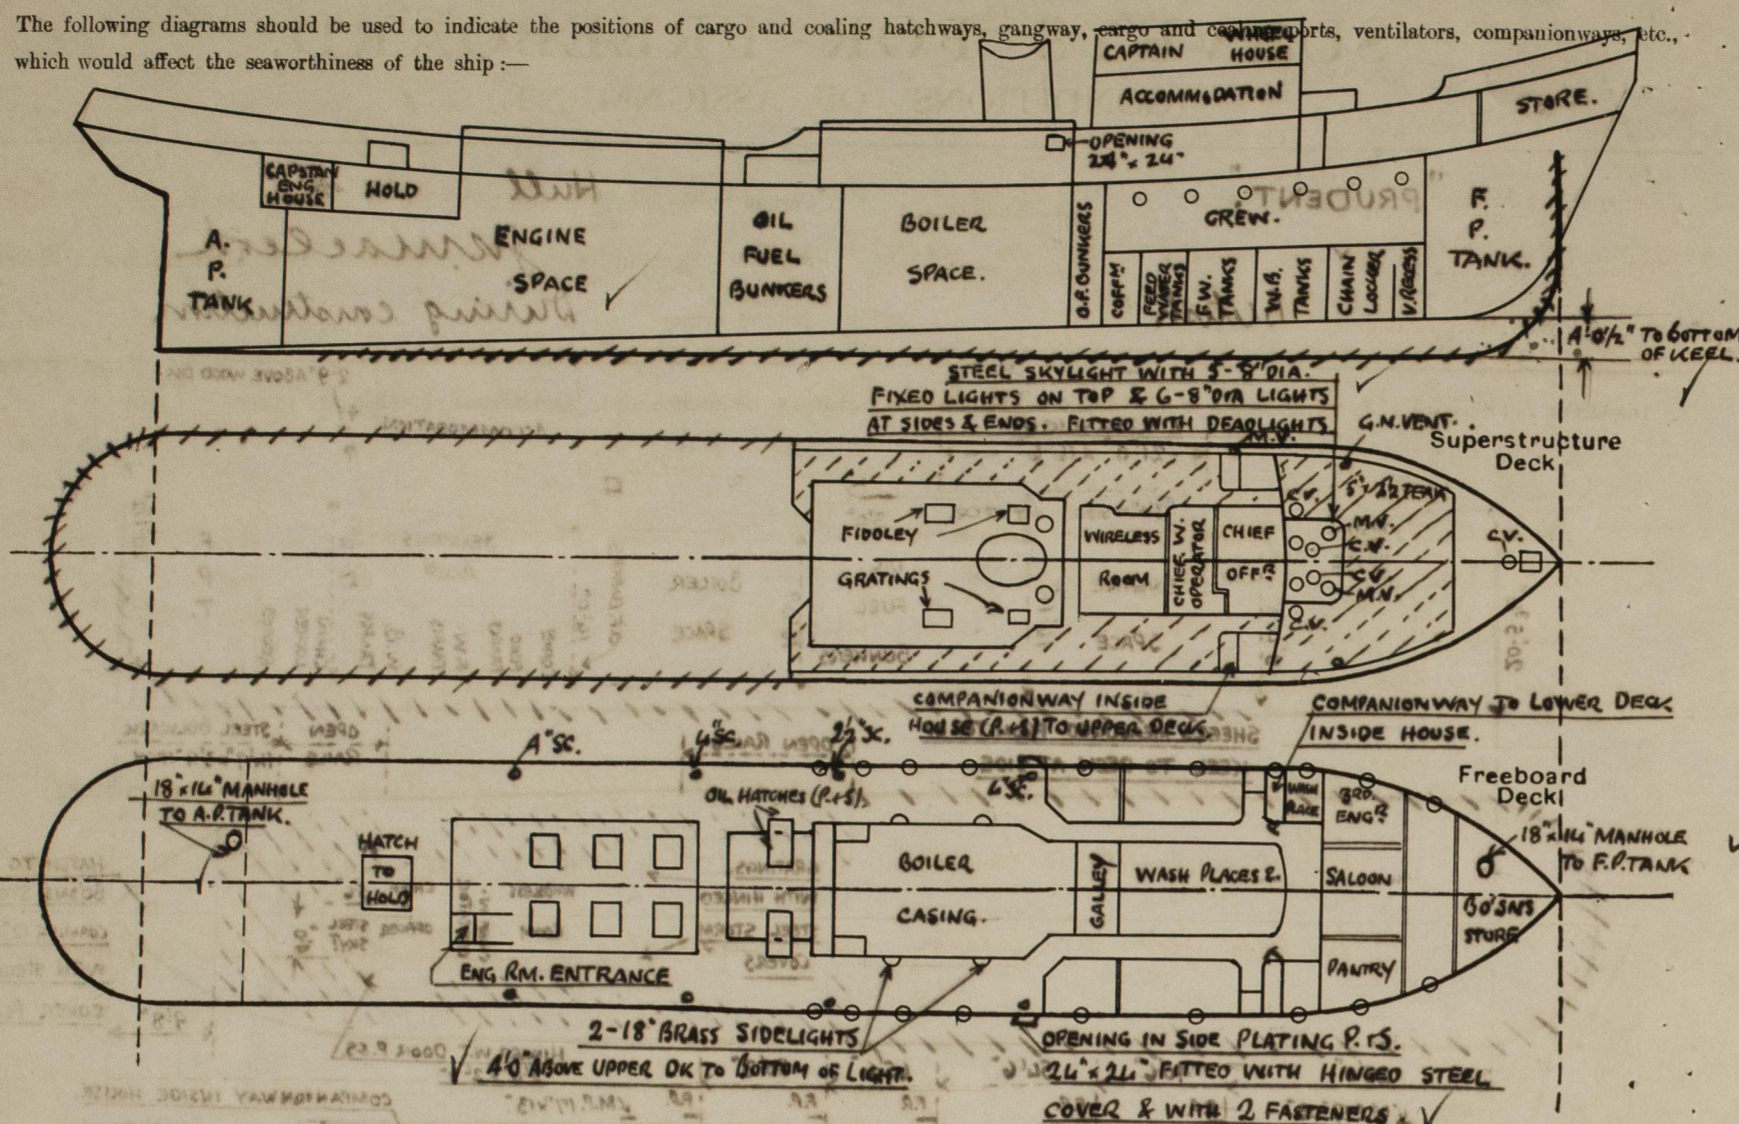 The following diagrams should be used to indicate the positions of cargo and coaling hatchways, gangway, cargo and coaling ports, ventilators, companionways, etc.,
which would affect the seaworthiness of the ship :—
CAPTAIN
WHEEL
HOUSE
ACCOMMODATION
STORE.
OPENING
24" x 24"
CAPSTAN
ENG
HOUSE
HOLD
A.
P.
TANK
ENGINE
SPACE
OIL
FUEL
BUNKERS
BOILER
SPACE.
O.F. BUNKERS
CREW.
COFFM
FEED
WATER
TANKS
F.W.
TANKS
W.B.
TANKS
CHAIN
LOCKER
V. RECESS
F.
P.
TANK.
4'-0½" TO BOTTOM
OF KEEL.
STEEL SKYLIGHT WITH 5-8" DIA.
FIXED LIGHTS ON TOP & 6-8" DIA LIGHTS
AT SIDES & ENDS. FITTED WITH DEADLIGHTS
M.V.
G.N. VENT.
Superstructure
Deck
C.V.
FIDDLEY
GRATINGS
WIRELESS
ROOM
CHIEF W.
OPERATOR
CHIEF
OFFR
M.V.
C.V.
C.V.
M.V.
C.V.
C.V.
COMPANIONWAY INSIDE
HOUSE (P.&S) TO UPPER DECK.
COMPANIONWAY TO LOWER DECK
INSIDE HOUSE.
Freeboard
Deck
18" x 14" MANHOLE
TO A.P. TANK.
4" SC.
4" SC.
2½" SC.
4" SC.
OIL HATCHES (P.&S).
HATCH
TO
HOLD
BOILER
CASING.
GALLEY
WASH PLACES &
WASH
PLACE
3RD
ENGR
SALOON
PANTRY
BO'SNS
STORE
18" x 14" MANHOLE
TO F.P. TANK
ENG RM. ENTRANCE
2-18" BRASS SIDELIGHTS
4'0" ABOVE UPPER DK TO BOTTOM OF LIGHT.
OPENING IN SIDE PLATING P.&S.
24" x 24" FITTED WITH HINGED STEEL
COVER & WITH 2 FASTENERS.